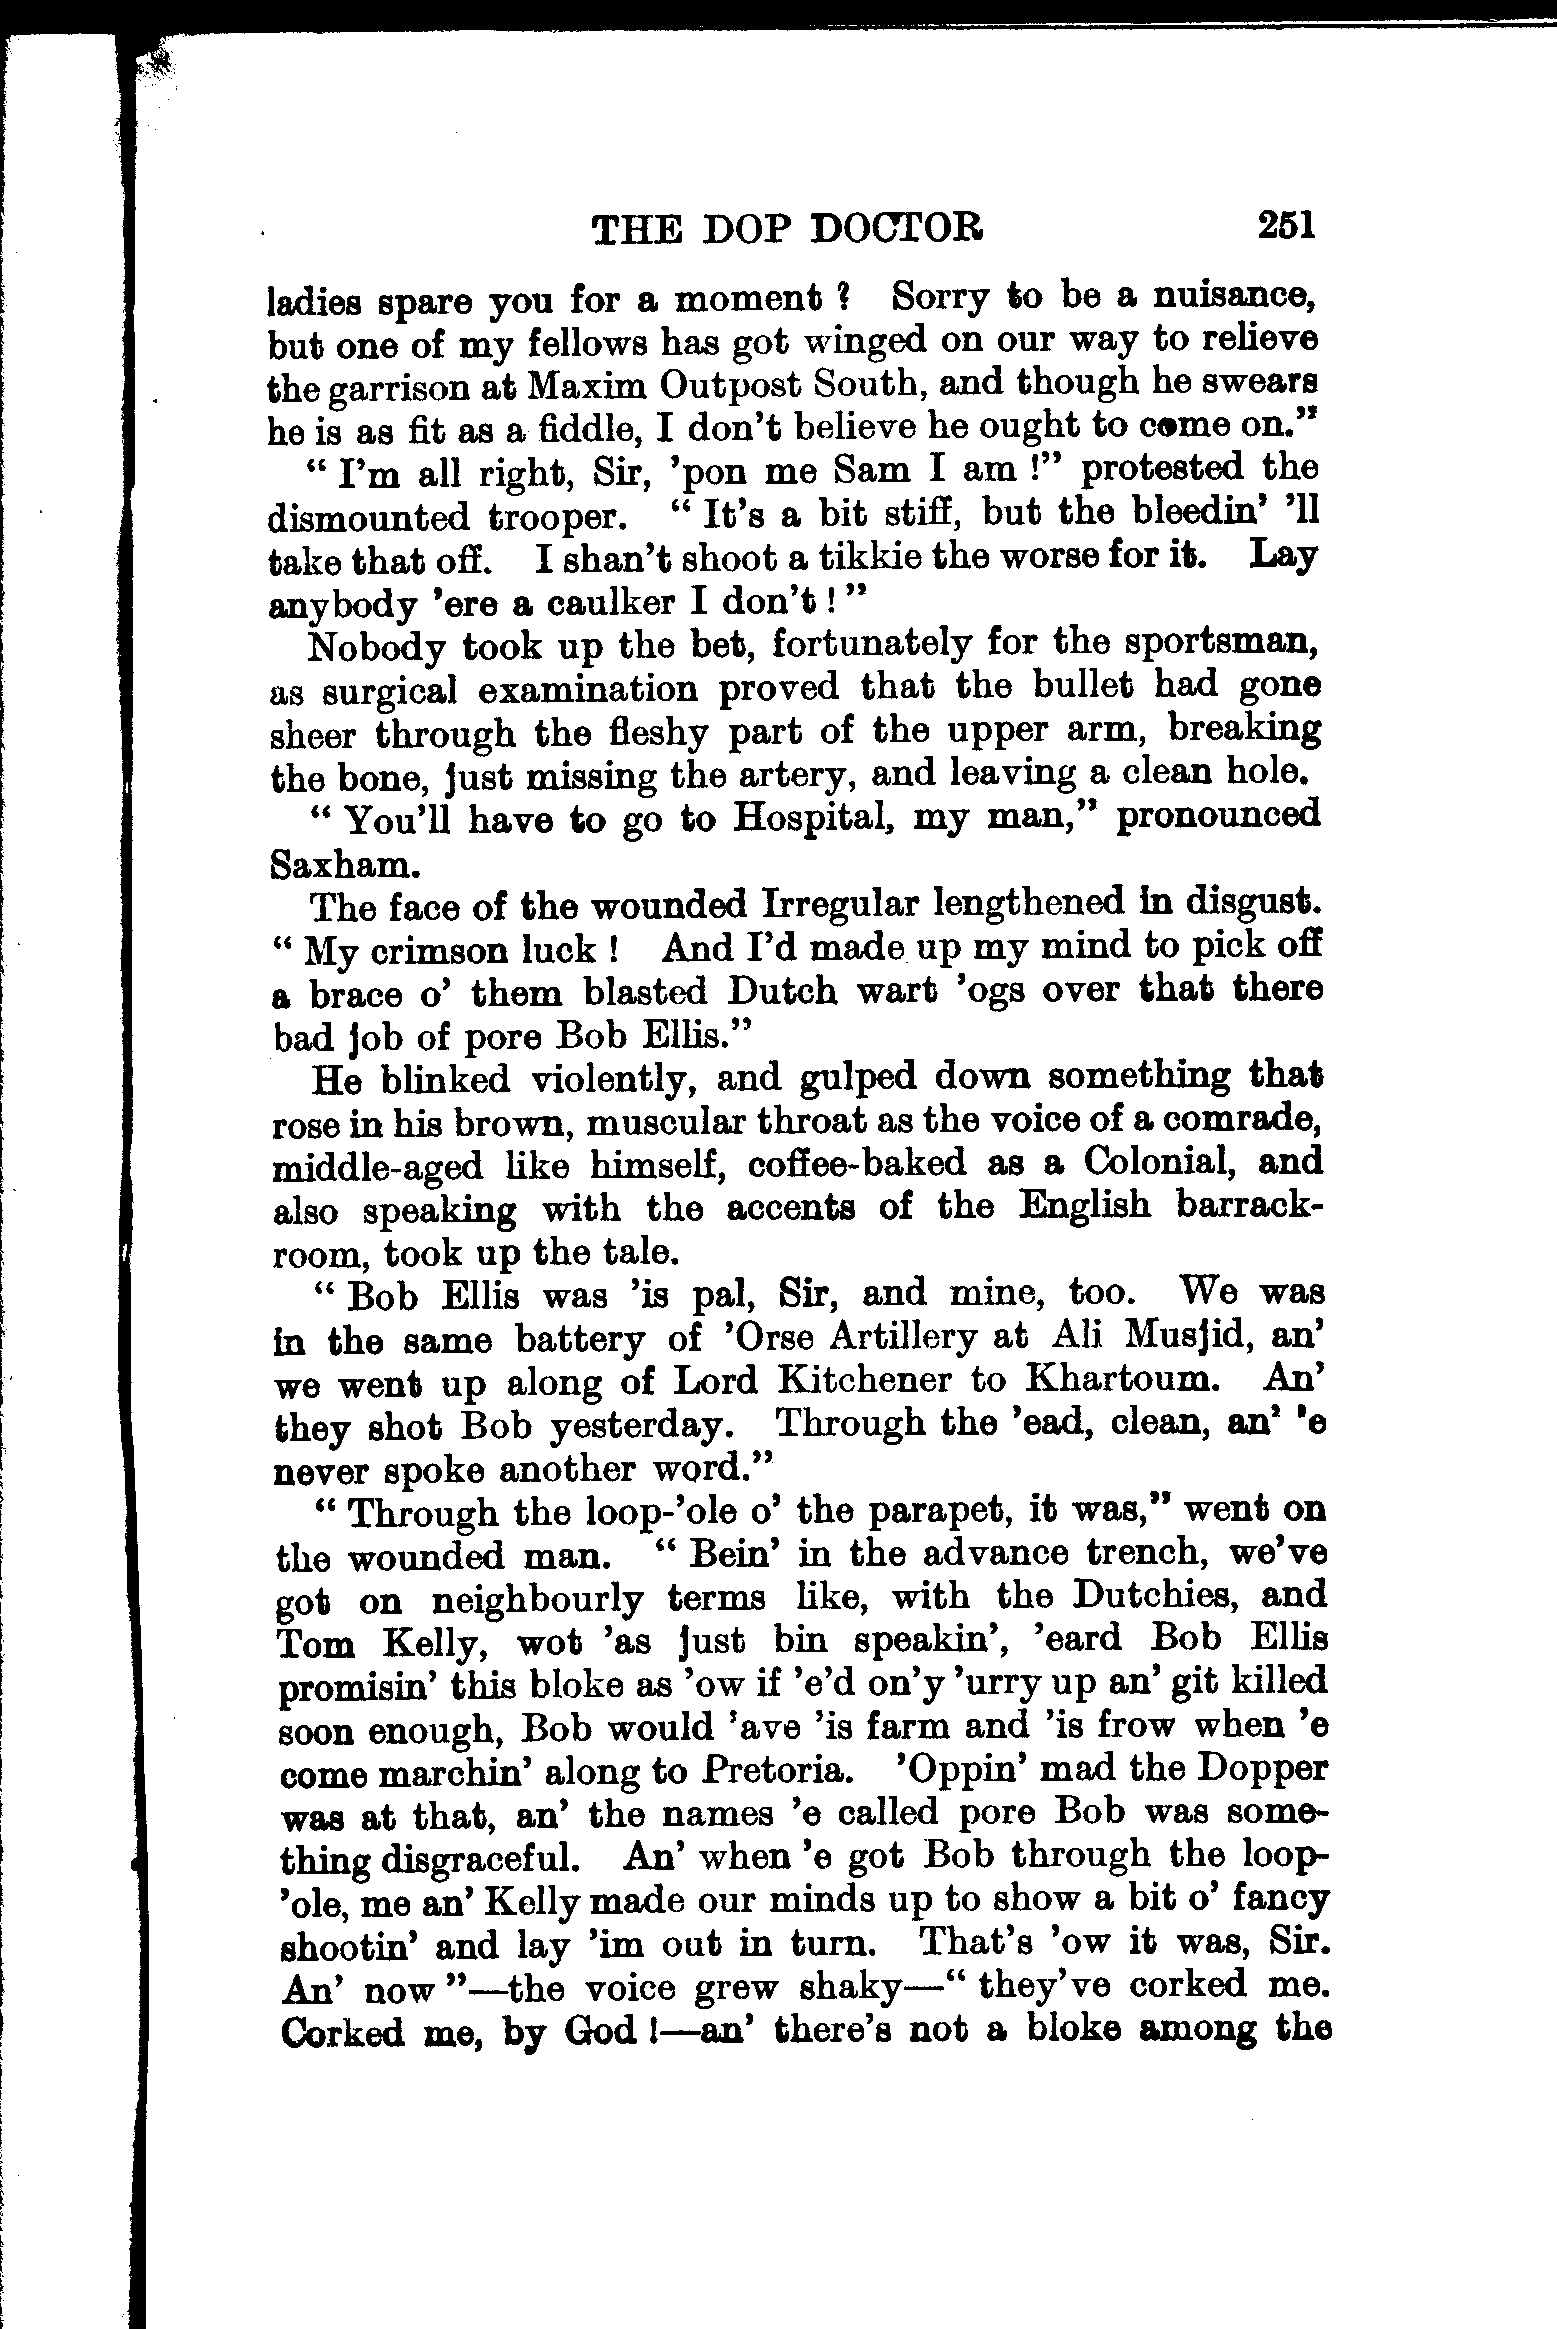 THE DOP DOCTOR 251
ladies spare you for a moment ? Sorry to be a nuisance,
but one of my fellows has got winged on our way to relieve
the garrison at Maxim Outpost South, and though he swears
he is as fit as a fiddle, I don't believe he ought to come on."
" I'm all right, Sir, 'pon me Sam I am !" protested the
dismounted trooper. " It's a bit stiff, but the bleedin' 'll
take that off. I shan't shoot a tikkie the worse for it. Lay
anybody 'ere a caulker I don't ! "
Nobody took up the bet, fortunately for the sportsman,
as surgical examination proved that the bullet had gone
sheer through the fleshy part of the upper arm, breaking
the bone, just missing the artery, and leaving a clean hole.
" You'll have to go to Hospital, my man," pronounced
Saxham.
The face of the wounded Irregular lengthened in disgust.
" My crimson luck ! And I'd made up my mind to pick off
a brace o' them blasted Dutch wart 'ogs over that there
bad job of pore Bob Ellis."
He blinked violently, and gulped down something that
rose in his brown, muscular throat as the voice of a comrade,
middle-aged like himself, coffee-baked as a Colonial, and
also speaking with the accents of the English barrack-
room, took up the tale.
" Bob Ellis was 'is pal, Sir, and mine, too. We was
in the same battery of 'Orse Artillery at Ali Musjid, an'
we went up along of Lord Kitchener to Khartoum. An'
they shot Bob yesterday. Through the 'ead, clean, an' 'e
never spoke another word."
" Through the loop-'ole o' the parapet, it was," went on
the wounded man. " Bein' in the advance trench, we've
got on neighbourly terms like, with the Dutchies, and
Tom Kelly, wot 'as just bin speakin', 'eard Bob Ellis
promisin' this bloke as 'ow if 'e'd on'y 'urry up an' git killed
soon enough, Bob would 'ave 'is farm and 'is frow when 'e
come marchin' along to Pretoria. 'Oppin' mad the Dopper
was at that, an' the names 'e called pore Bob was some-
thing disgraceful. An' when 'e got Bob through the loop-
'ole, me an' Kelly made our minds up to show a bit o' fancy
shootin' and lay 'im out in turn. That's 'ow it was, Sir.
An' now "—the voice grew shaky—" they've corked me.
Corked me, by God !—an' there's not a bloke among the